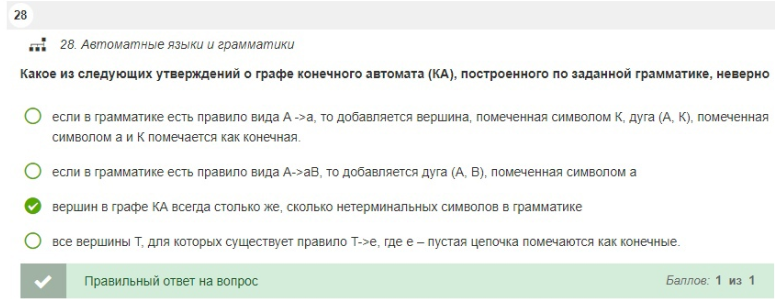 28
28. Автоматные языки и грамматики
Какое из следующих утверждений о графе конечного автомата (КА), построенного по заданной грамматике, неверно
если в грамматике есть правило вида A ->a, то добавляется вершина, помеченная символом К, дуга (А, К), помеченная
символом а и К помечается как конечная.
если в грамматике есть правило вида A->aB, то добавляется дуга (А, В), помеченная символом а
вершин в графе КА всегда столько же, сколько нетерминальных символов в грамматике
все вершины T, для которых существует правило T->e, где e – пустая цепочка помечаются как конечные.
Правильный ответ на вопрос
Баллов: 1 из 1